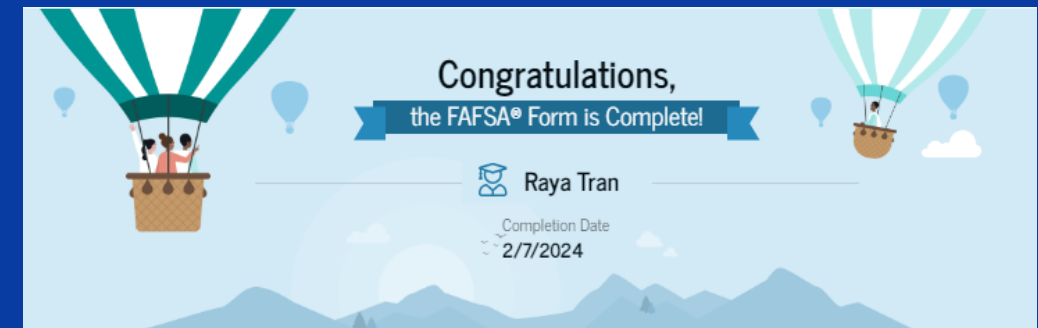 Congratulations,
the FAFSA® Form is Complete!
Raya Tran
Completion Date
2/7/2024